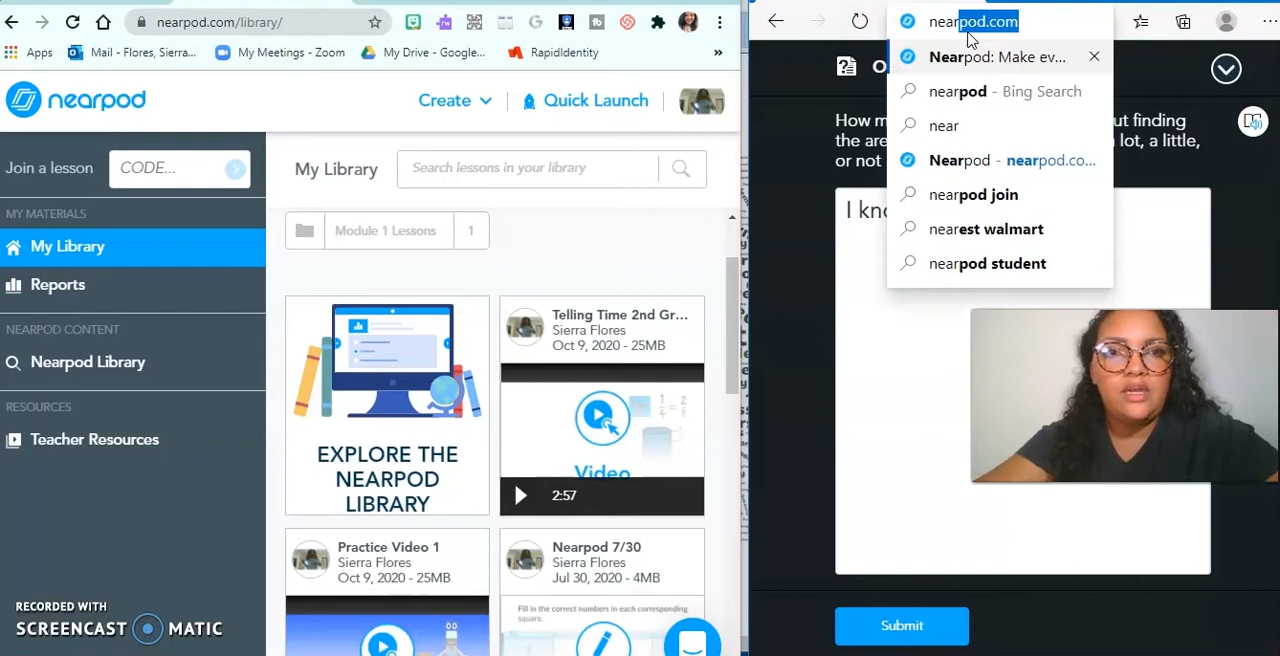 nearpod.com/library/
Apps
Mail - Flores, Sierra...
My Meetings - Zoom
My Drive - Google...
RapidIdentity
»
nearpod
Create
Quick Launch
Join a lesson
CODE...
MY MATERIALS
My Library
Reports
NEARPOD CONTENT
Nearpod Library
RESOURCES
Teacher Resources
My Library
Search lessons in your library
Module 1 Lessons
1
EXPLORE THE
NEARPOD
LIBRARY
Telling Time 2nd Gr...
Sierra Flores
Oct 9, 2020 - 25MB
Video
2:57
Practice Video 1
Sierra Flores
Oct 9, 2020 - 25MB
Nearpod 7/30
Sierra Flores
Jul 30, 2020 - 4MB
Fill in the correct numbers in each corresponding
square.
RECORDED WITH
SCREENCAST MATIC
nearpod.com
Nearpod: Make ev...
nearpod - Bing Search
near
Nearpod - nearpod.co...
nearpod join
nearest walmart
nearpod student
O
How m
ut finding
the are
lot, a little,
or not
I kno
Submit